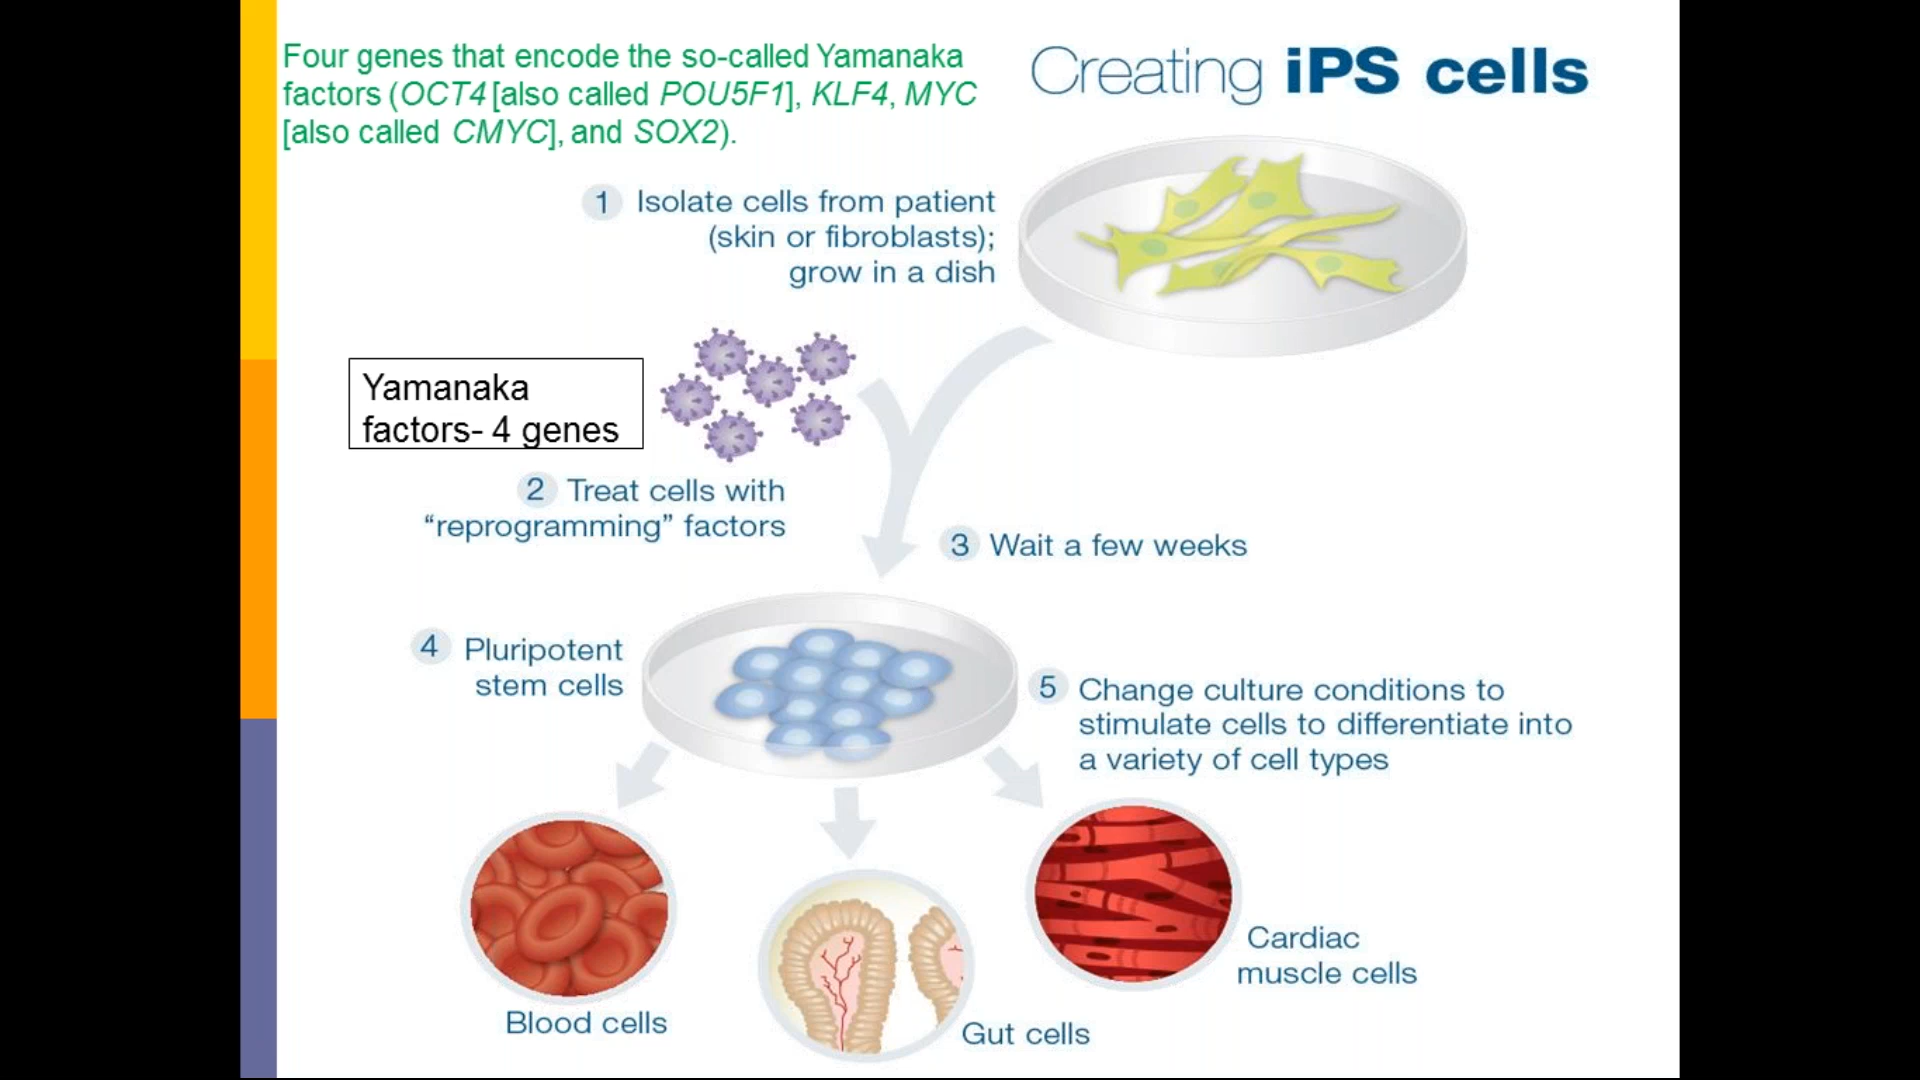 Four genes that encode the so-called Yamanaka
factors (OCT4 [also called POU5F1], KLF4, MYC
[also called CMYC], and SOX2).
Creating iPS cells
1 Isolate cells from patient
(skin or fibroblasts);
grow in a dish
Yamanaka
factors- 4 genes
2 Treat cells with
“reprogramming” factors
3 Wait a few weeks
4 Pluripotent
stem cells
5 Change culture conditions to
stimulate cells to differentiate into
a variety of cell types
Blood cells
Gut cells
Cardiac
muscle cells